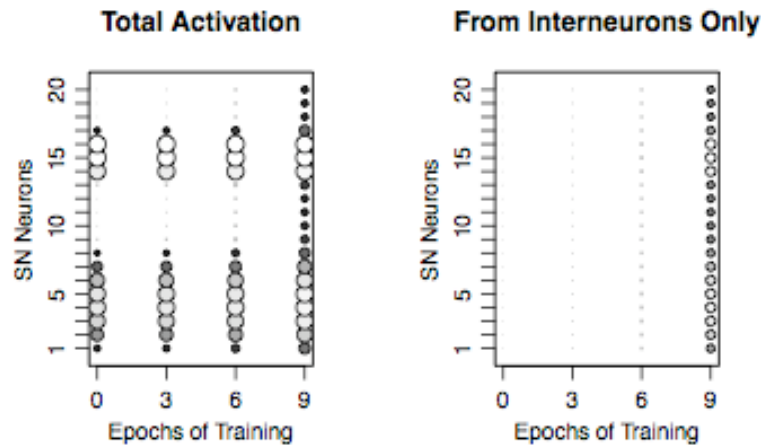 Total Activation
SN Neurons
20
15
10
5
1
0 3 6 9
Epochs of Training
From Interneurons Only
SN Neurons
20
15
10
5
1
0 3 6 9
Epochs of Training